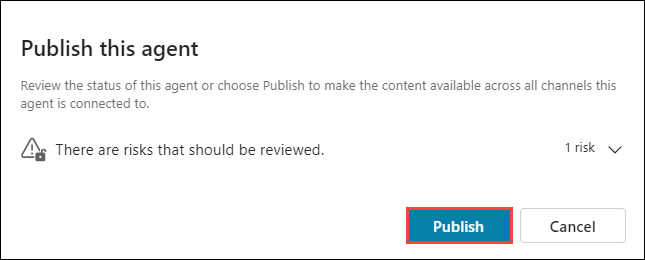 Publish this agent
Review the status of this agent or choose Publish to make the content available across all channels this
agent is connected to.
There are risks that should be reviewed. 1 risk
Publish Cancel